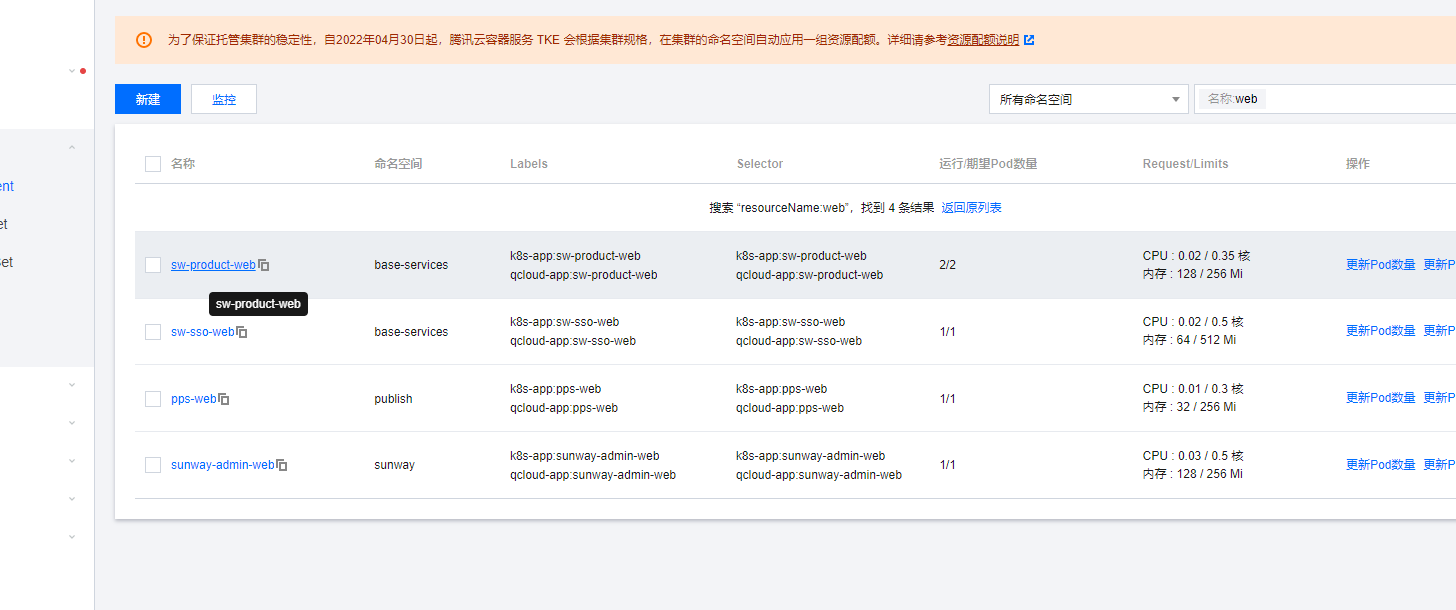 为了保证托管集群的稳定性，自2022年04月30日起，腾讯云容器服务 TKE 会根据集群规格，在集群的命名空间自动应用一组资源配额。详细请参考资源配额说明
新建 监控 所有命名空间 名称:web
名称 命名空间 Labels Selector 运行/期望Pod数量 Request/Limits 操作
搜索 “resourceName:web”，找到 4 条结果 返回原列表
ent
et
et
sw-product-web base-services k8s-app:sw-product-web k8s-app:sw-product-web 2/2 CPU : 0.02 / 0.35 核 更新Pod数量 更新P
qcloud-app:sw-product-web qcloud-app:sw-product-web 内存 : 128 / 256 Mi
sw-product-web
sw-sso-web base-services k8s-app:sw-sso-web k8s-app:sw-sso-web 1/1 CPU : 0.02 / 0.5 核 更新Pod数量 更新P
qcloud-app:sw-sso-web qcloud-app:sw-sso-web 内存 : 64 / 512 Mi
pps-web publish k8s-app:pps-web k8s-app:pps-web 1/1 CPU : 0.01 / 0.3 核 更新Pod数量 更新P
qcloud-app:pps-web qcloud-app:pps-web 内存 : 32 / 256 Mi
sunway-admin-web sunway k8s-app:sunway-admin-web k8s-app:sunway-admin-web 1/1 CPU : 0.03 / 0.5 核 更新Pod数量 更新P
qcloud-app:sunway-admin-web qcloud-app:sunway-admin-web 内存 : 128 / 256 Mi